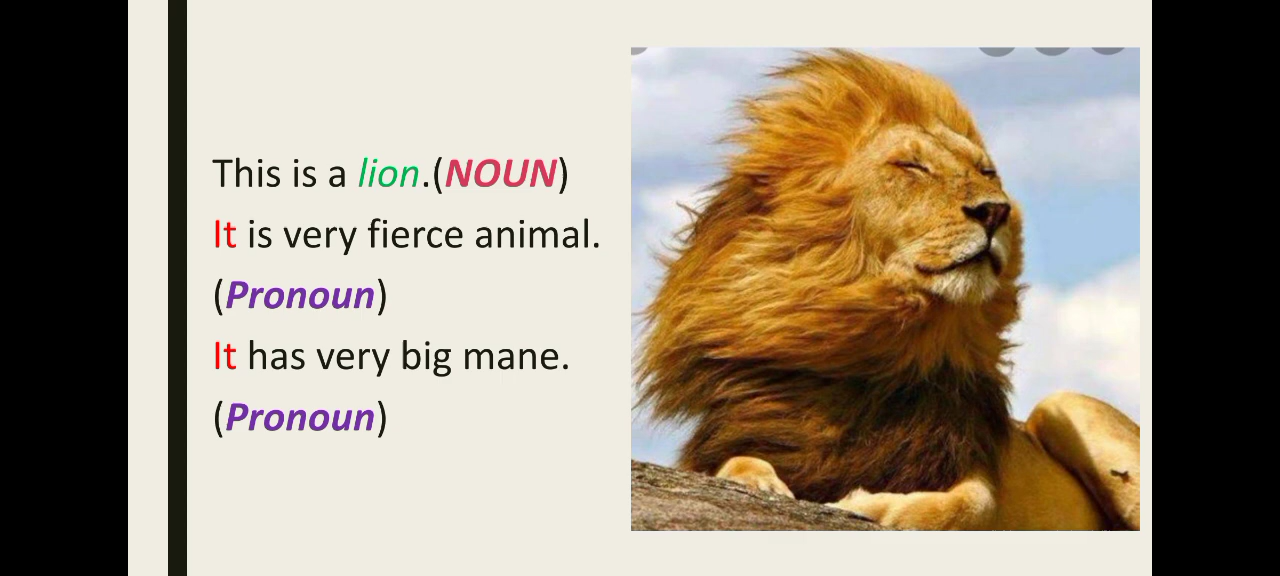 This is a lion.(NOUN)
It is very fierce animal.
(Pronoun)
It has very big mane.
(Pronoun)